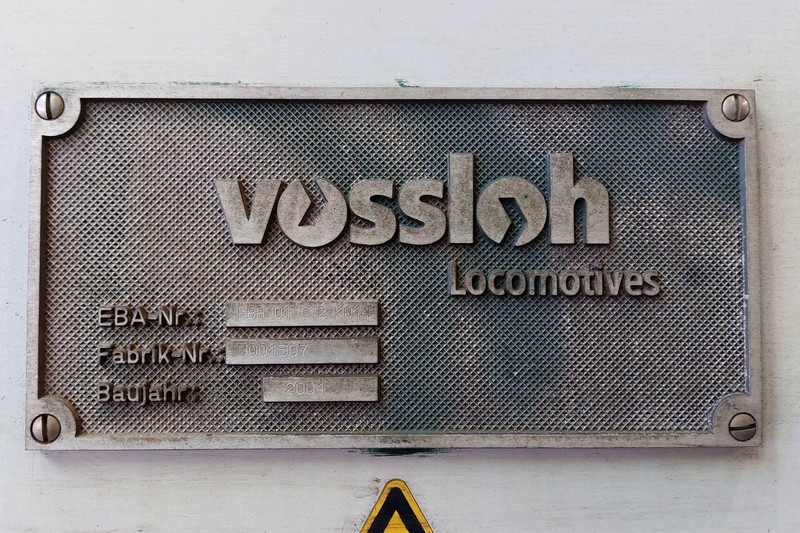 vossloh
Locomotives
EBA-Nr.:
Fabrik-Nr.: 5001507
Baujahr: 2004